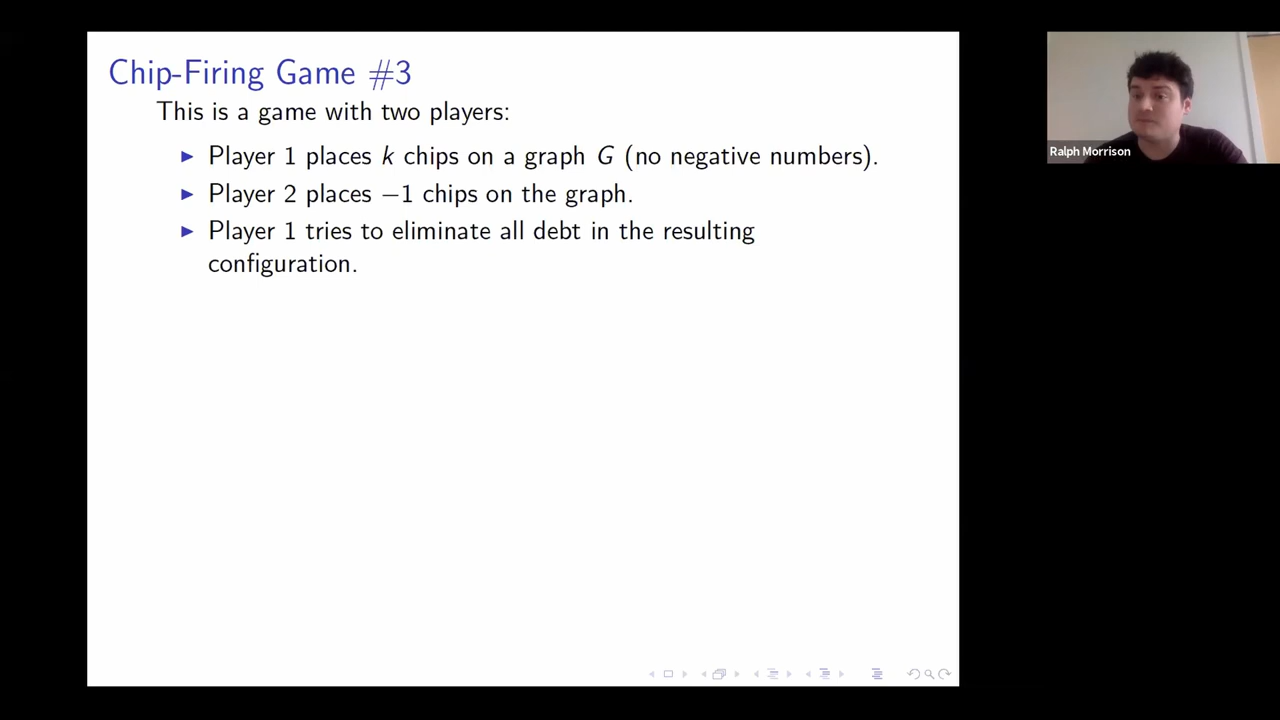 Chip-Firing Game #3
This is a game with two players:
▶ Player 1 places k chips on a graph G (no negative numbers).
▶ Player 2 places −1 chips on the graph.
▶ Player 1 tries to eliminate all debt in the resulting
configuration.
Ralph Morrison